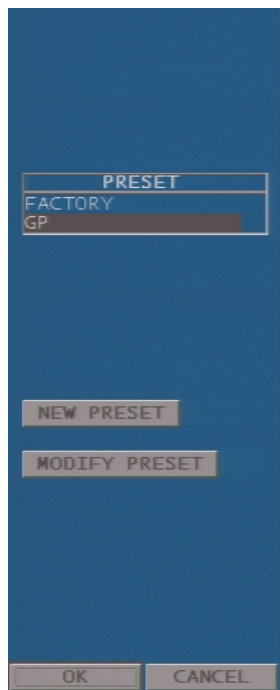 PRESET
FACTORY
GP
NEW PRESET
MODIFY PRESET
OK CANCEL